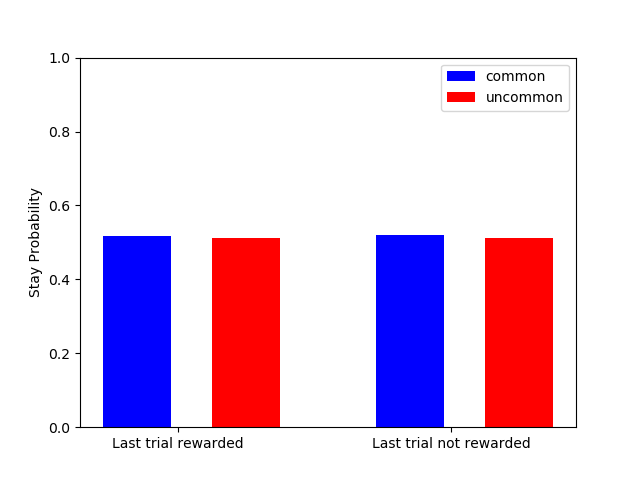 1.0
0.8
0.6
0.4
0.2
0.0
Stay Probability
common
uncommon
Last trial rewarded
Last trial not rewarded